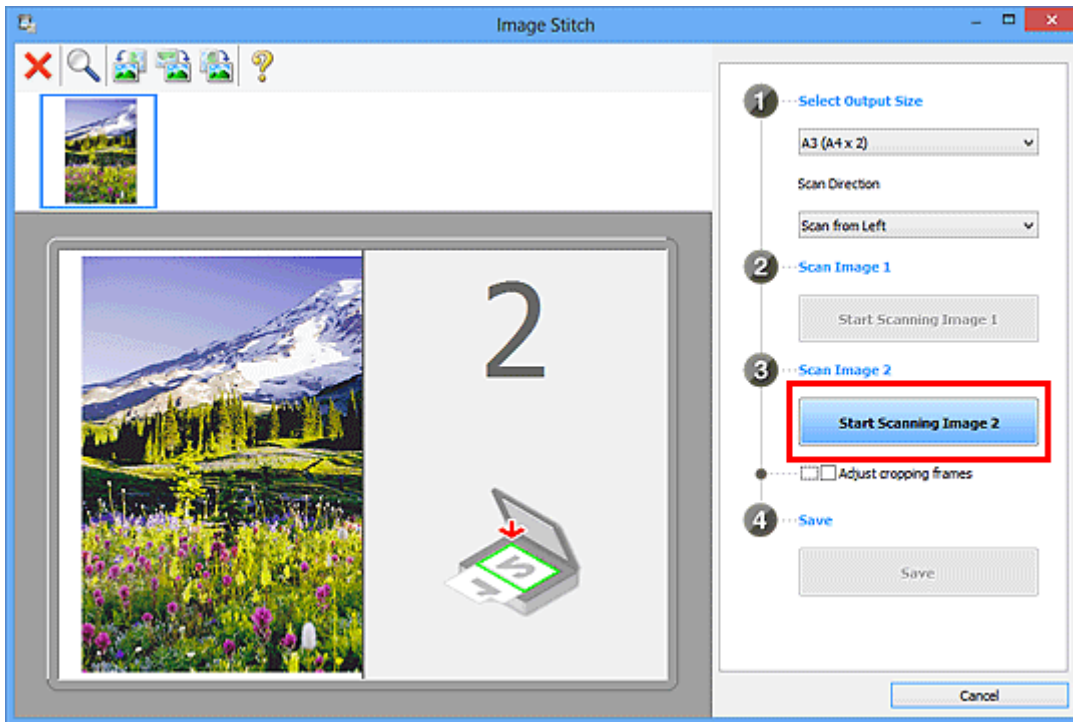 Image Stitch
1 Select Output Size
A3 (A4 x 2)
Scan Direction
Scan from Left
2 Scan Image 1
Start Scanning Image 1
3 Scan Image 2
Start Scanning Image 2
Adjust cropping frames
4 Save
Save
Cancel
2
1 2